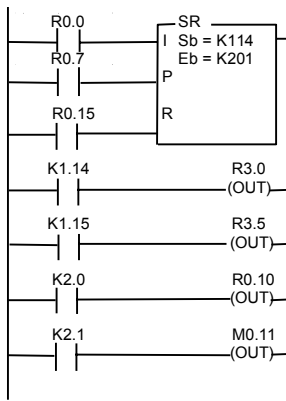 R0.0
SR
I Sb = K114
R0.7
Eb = K201
P
R0.15
R
K1.14 R3.0
(OUT)
K1.15 R3.5
(OUT)
K2.0 R0.10
(OUT)
K2.1 M0.11
(OUT)